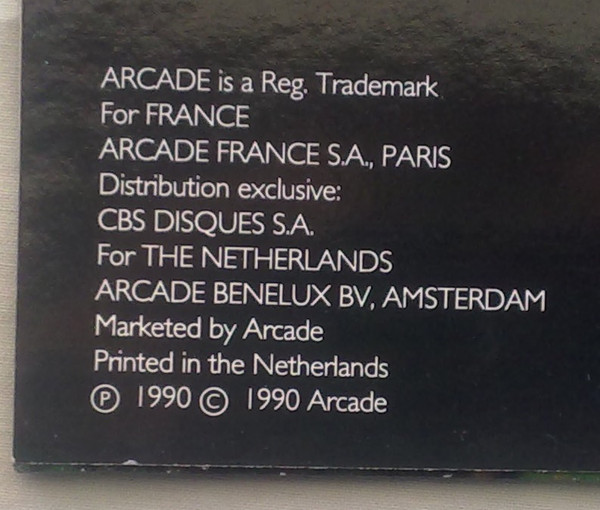 ARCADE is a Reg. Trademark
For FRANCE
ARCADE FRANCE S.A., PARIS
Distribution exclusive:
CBS DISQUES S.A.
For THE NETHERLANDS
ARCADE BENELUX BV, AMSTERDAM
Marketed by Arcade
Printed in the Netherlands
℗ 1990 © 1990 Arcade